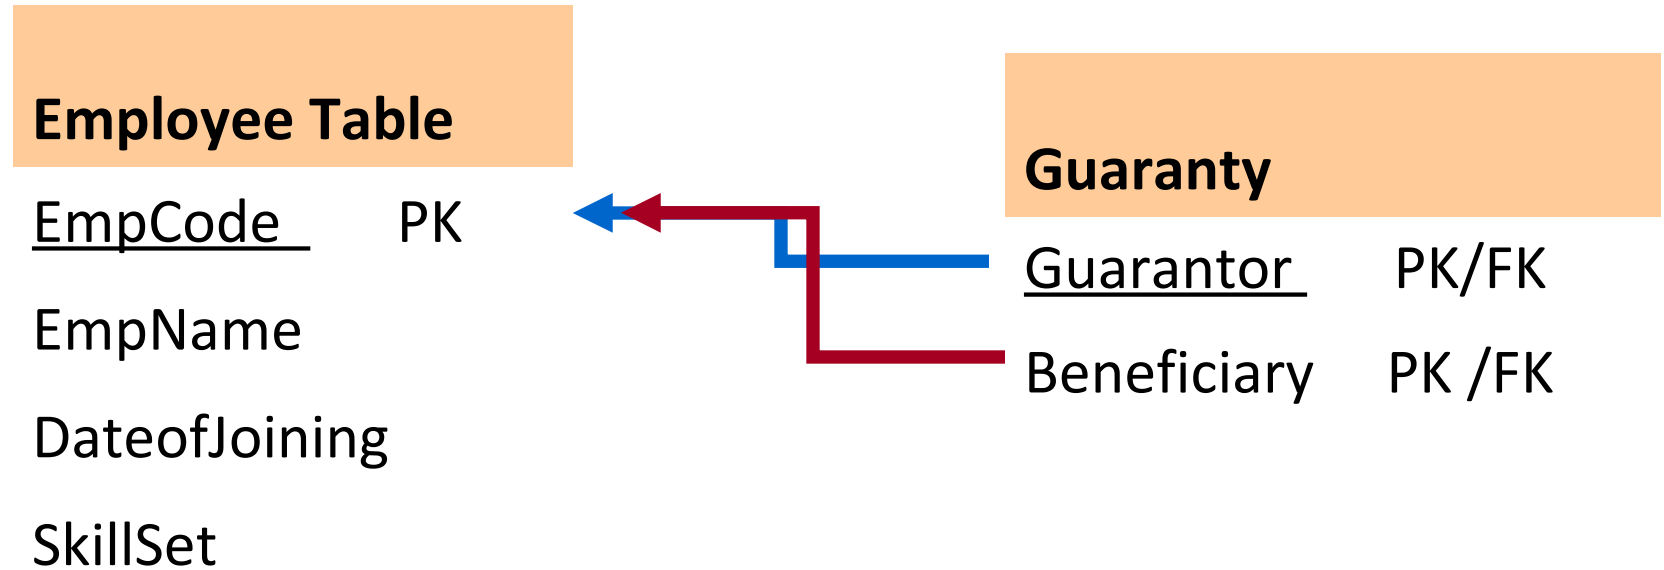 Employee Table
EmpCode PK
EmpName
DateofJoining
SkillSet
Guaranty
Guarantor PK/FK
Beneficiary PK /FK